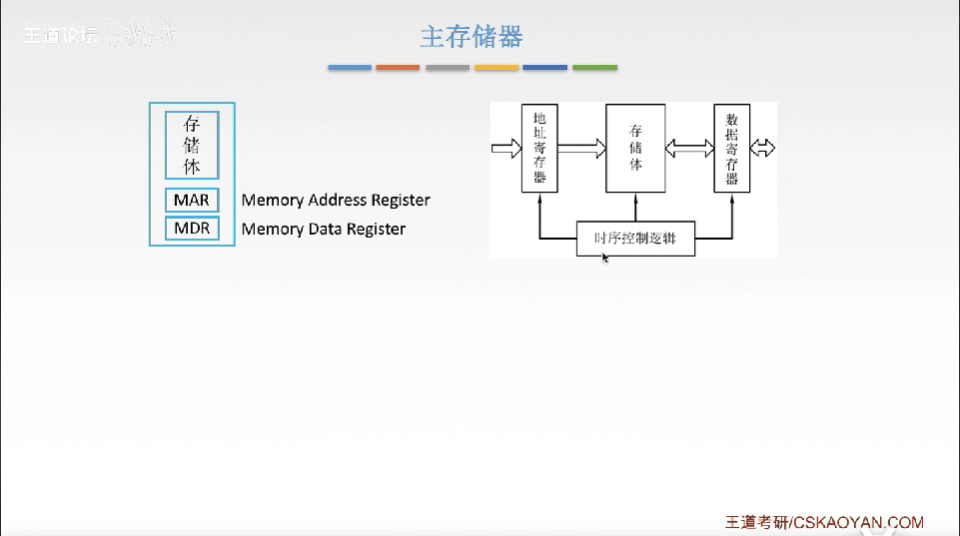 王道论坛
主存储器
存储体
MAR
Memory Address Register
MDR
Memory Data Register
地址寄存器
存储体
数据寄存器
时序控制逻辑
王道考研/CSKAOYAN.COM